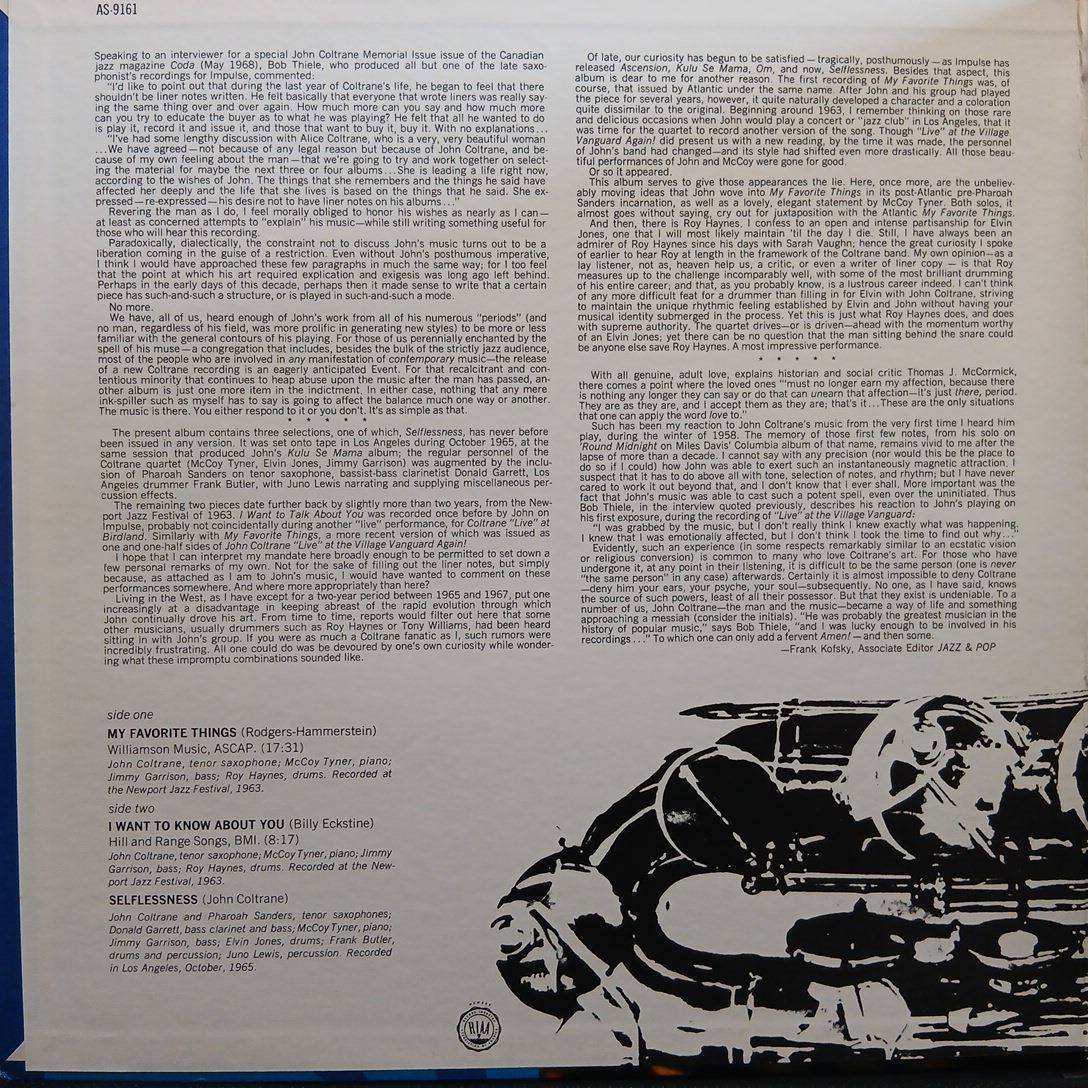 AS-9161
Speaking to an interviewer for a special John Coltrane Memorial Issue issue of the Canadian
jazz magazine Coda (May 1968), Bob Thiele, who produced all but one of the late saxo-
phonist's recordings for Impulse, commented:
"I'd like to point out that during the last year of Coltrane's life, he began to feel that there
shouldn't be liner notes written. He felt basically that everyone that wrote liners was really say-
ing the same thing over and over again. How much more can you say and how much more
can you try to educate the buyer as to what he was playing? He felt that all he wanted to do
is play it, record it and issue it, and those that want to buy it, buy it. With no explanations...
"I've had some lengthy discussion with Alice Coltrane, who is a very, very beautiful woman
...We have agreed—not because of any legal reason but because of John Coltrane, and be-
cause of my own feeling about the man—that we're going to try and work together on select-
ing the material for maybe the next three or four albums...She is leading a life right now,
according to the wishes of John. The things that she remembers and the things he said have
affected her deeply and the life that she lives is based on the things that he said. She ex-
pressed—re-expressed—his desire not to have liner notes on his albums..."
Revering the man as I do, I feel morally obliged to honor his wishes as nearly as I can—
at least as concerned attempts to "explain" his music—while still writing something useful for
those who will hear this recording.
Paradoxically, dialectically, the constraint not to discuss John's music turns out to be a
liberation coming in the guise of a restriction. Even without John's posthumous imperative,
I think I would have approached these few paragraphs in much the same way; for I too feel
that the point at which his art required explication and exigesis was long ago left behind.
Perhaps in the early days of this decade, perhaps then it made sense to write that a certain
piece has such-and-such a structure, or is played in such-and-such a mode.
No more.
We have, all of us, heard enough of John's work from all of his numerous "periods" (and
no man, regardless of his field, was more prolific in generating new styles) to be more or less
familiar with the general contours of his playing. For those of us perennially enchanted by the
spell of his muse—a congregation that includes, besides the bulk of the strictly jazz audience,
most of the people who are involved in any manifestation of contemporary music—the release
of a new Coltrane recording is an eagerly anticipated Event. For that recalcitrant and con-
tentious minority that continues to heap abuse upon the music after the man has passed, an-
other album is just one more item in the indictment. In either case, nothing that any mere
ink-spiller such as myself has to say is going to affect the balance much one way or another.
The music is there. You either respond to it or you don't. It's as simple as that.
* * * * *
The present album contains three selections, one of which, Selflessness, has never before
been issued in any version. It was set onto tape in Los Angeles during October 1965, at the
same session that produced John's Kulu Se Mama album; the regular personnel of the
Coltrane quartet (McCoy Tyner, Elvin Jones, Jimmy Garrison) was augmented by the inclu-
sion of Pharoah Sanders on tenor saxophone, bassist-bass clarinetist Donald Garrett, Los
Angeles drummer Frank Butler, with Juno Lewis narrating and supplying miscellaneous per-
cussion effects.
The remaining two pieces date further back by slightly more than two years, from the New-
port Jazz Festival of 1963. I Want to Talk About You was recorded once before by John on
Impulse, probably not coincidentally during another "live" performance, for Coltrane "Live" at
Birdland. Similarly with My Favorite Things, a more recent version of which was issued as
one and one-half sides of John Coltrane "Live" at the Village Vanguard Again!
I hope that I can interpret my mandate here broadly enough to be permitted to set down a
few personal remarks of my own. Not for the sake of filling out the liner notes, but simply
because, as attached as I am to John's music, I would have wanted to comment on these
performances somewhere. And where more appropriately than here?
Living in the West, as I have except for a two-year period between 1965 and 1967, put one
increasingly at a disadvantage in keeping abreast of the rapid evolution through which
John continually drove his art. From time to time, reports would filter out here that some
other musicians, usually drummers such as Roy Haynes or Tony Williams, had been heard
sitting in with John's group. If you were as much a Coltrane fanatic as I, such rumors were
incredibly frustrating. All one could do was be devoured by one's own curiosity while wonder-
ing what these impromptu combinations sounded like.
Of late, our curiosity has begun to be satisfied—tragically, posthumously—as Impulse has
released Ascension, Kulu Se Mama, Om, and now, Selflessness. Besides that aspect, this
album is dear to me for another reason. The first recording of My Favorite Things was, of
course, that issued by Atlantic under the same name. After John and his group had played
the piece for several years, however, it quite naturally developed a character and a coloration
quite dissimilar to the original. Beginning around 1963, I remember thinking on those rare
and delicious occasions when John would play a concert or "jazz club" in Los Angeles, that it
was time for the quartet to record another version of the song. Though "Live" at the Village
Vanguard Again! did present us with a new reading, by the time it was made, the personnel
of John's band had changed—and its style had shifted even more drastically. All those beau-
tiful performances of John and McCoy were gone for good.
Or so it appeared.
This album serves to give those appearances the lie. Here, once more, are the unbeliev-
ably moving ideas that John wove into My Favorite Things in its post-Atlantic pre-Pharoah
Sanders incarnation, as well as a lovely, elegant statement by McCoy Tyner. Both solos, it
almost goes without saying, cry out for juxtaposition with the Atlantic My Favorite Things.
And then, there is Roy Haynes. I confess to an open and intense partisanship for Elvin
Jones, one that I will most likely maintain 'til the day I die. Still, I have always been an
admirer of Roy Haynes since his days with Sarah Vaughn; hence the great curiosity I spoke
of earlier to hear Roy at length in the framework of the Coltrane band. My own opinion—as a
lay listener, not as, heaven help us, a critic, or even a writer of liner copy — is that Roy
measures up to the challenge incomparably well, with some of the most brilliant drumming
of his entire career; and that, as you probably know, is a lustrous career indeed. I can't think
of any more difficult feat for a drummer than filling in for Elvin with John Coltrane, striving
to maintain the unique rhythmic feeling established by Elvin and John without having your
musical identity submerged in the process. Yet this is just what Roy Haynes does, and does
with supreme authority. The quartet drives—or is driven—ahead with the momentum worthy
of an Elvin Jones; yet there can be no question that the man sitting behind the snare could
be anyone else save Roy Haynes. A most impressive performance.
* * * * *
With all genuine, adult love, explains historian and social critic Thomas J. McCormick,
there comes a point where the loved ones "'must no longer earn my affection, because there
is nothing any longer they can say or do that can unearn that affection—it's just there, period.
They are as they are, and I accept them as they are; that's it...These are the only situations
that one can apply the word love to."
Such has been my reaction to John Coltrane's music from the very first time I heard him
play, during the winter of 1958. The memory of those first few notes, from his solo on
'Round Midnight on Miles Davis' Columbia album of that name, remains vivid to me after the
lapse of more than a decade. I cannot say with any precision (nor would this be the place to
do so if I could) how John was able to exert such an instantaneously magnetic attraction. I
suspect that it has to do above all with tone, selection of notes, and rhythm; but I have never
cared to work it out beyond that, and I don't know that I ever shall. More important was the
fact that John's music was able to cast such a potent spell, even over the uninitiated. Thus
Bob Thiele, in the interview quoted previously, describes his reaction to John's playing on
his first exposure, during the recording of "Live" at the Village Vanguard:
"I was grabbed by the music, but I don't really think I knew exactly what was happening.
I knew that I was emotionally affected, but I don't think I took the time to find out why..."
Evidently, such an experience (in some respects remarkably similar to an ecstatic vision
or religious conversion) is common to many who love Coltrane's art. For those who have
undergone it, at any point in their listening, it is difficult to be the same person (one is never
"the same person" in any case) afterwards. Certainly it is almost impossible to deny Coltrane
—deny him your ears, your psyche, your soul—subsequently. No one, as I have said, knows
the source of such powers, least of all their possessor. But that they exist is undeniable. To a
number of us, John Coltrane—the man and the music—became a way of life and something
approaching a messiah (consider the initials). "He was probably the greatest musician in the
history of popular music," says Bob Thiele, "and I was lucky enough to be involved in his
recordings..." To which one can only add a fervent Amen!—and then some.
—Frank Kofsky, Associate Editor JAZZ & POP
side one
MY FAVORITE THINGS (Rodgers-Hammerstein)
Williamson Music, ASCAP. (17:31)
John Coltrane, tenor saxophone; McCoy Tyner, piano;
Jimmy Garrison, bass; Roy Haynes, drums. Recorded at
the Newport Jazz Festival, 1963.
side two
I WANT TO KNOW ABOUT YOU (Billy Eckstine)
Hill and Range Songs, BMI. (8:17)
John Coltrane, tenor saxophone; McCoy Tyner, piano; Jimmy
Garrison, bass; Roy Haynes, drums. Recorded at the New-
port Jazz Festival, 1963.
SELFLESSNESS (John Coltrane)
John Coltrane and Pharoah Sanders, tenor saxophones;
Donald Garrett, bass clarinet and bass; McCoy Tyner, piano;
Jimmy Garrison, bass; Elvin Jones, drums; Frank Butler,
drums and percussion; Juno Lewis, percussion. Recorded
in Los Angeles, October, 1965.
MEMBER
RIAA